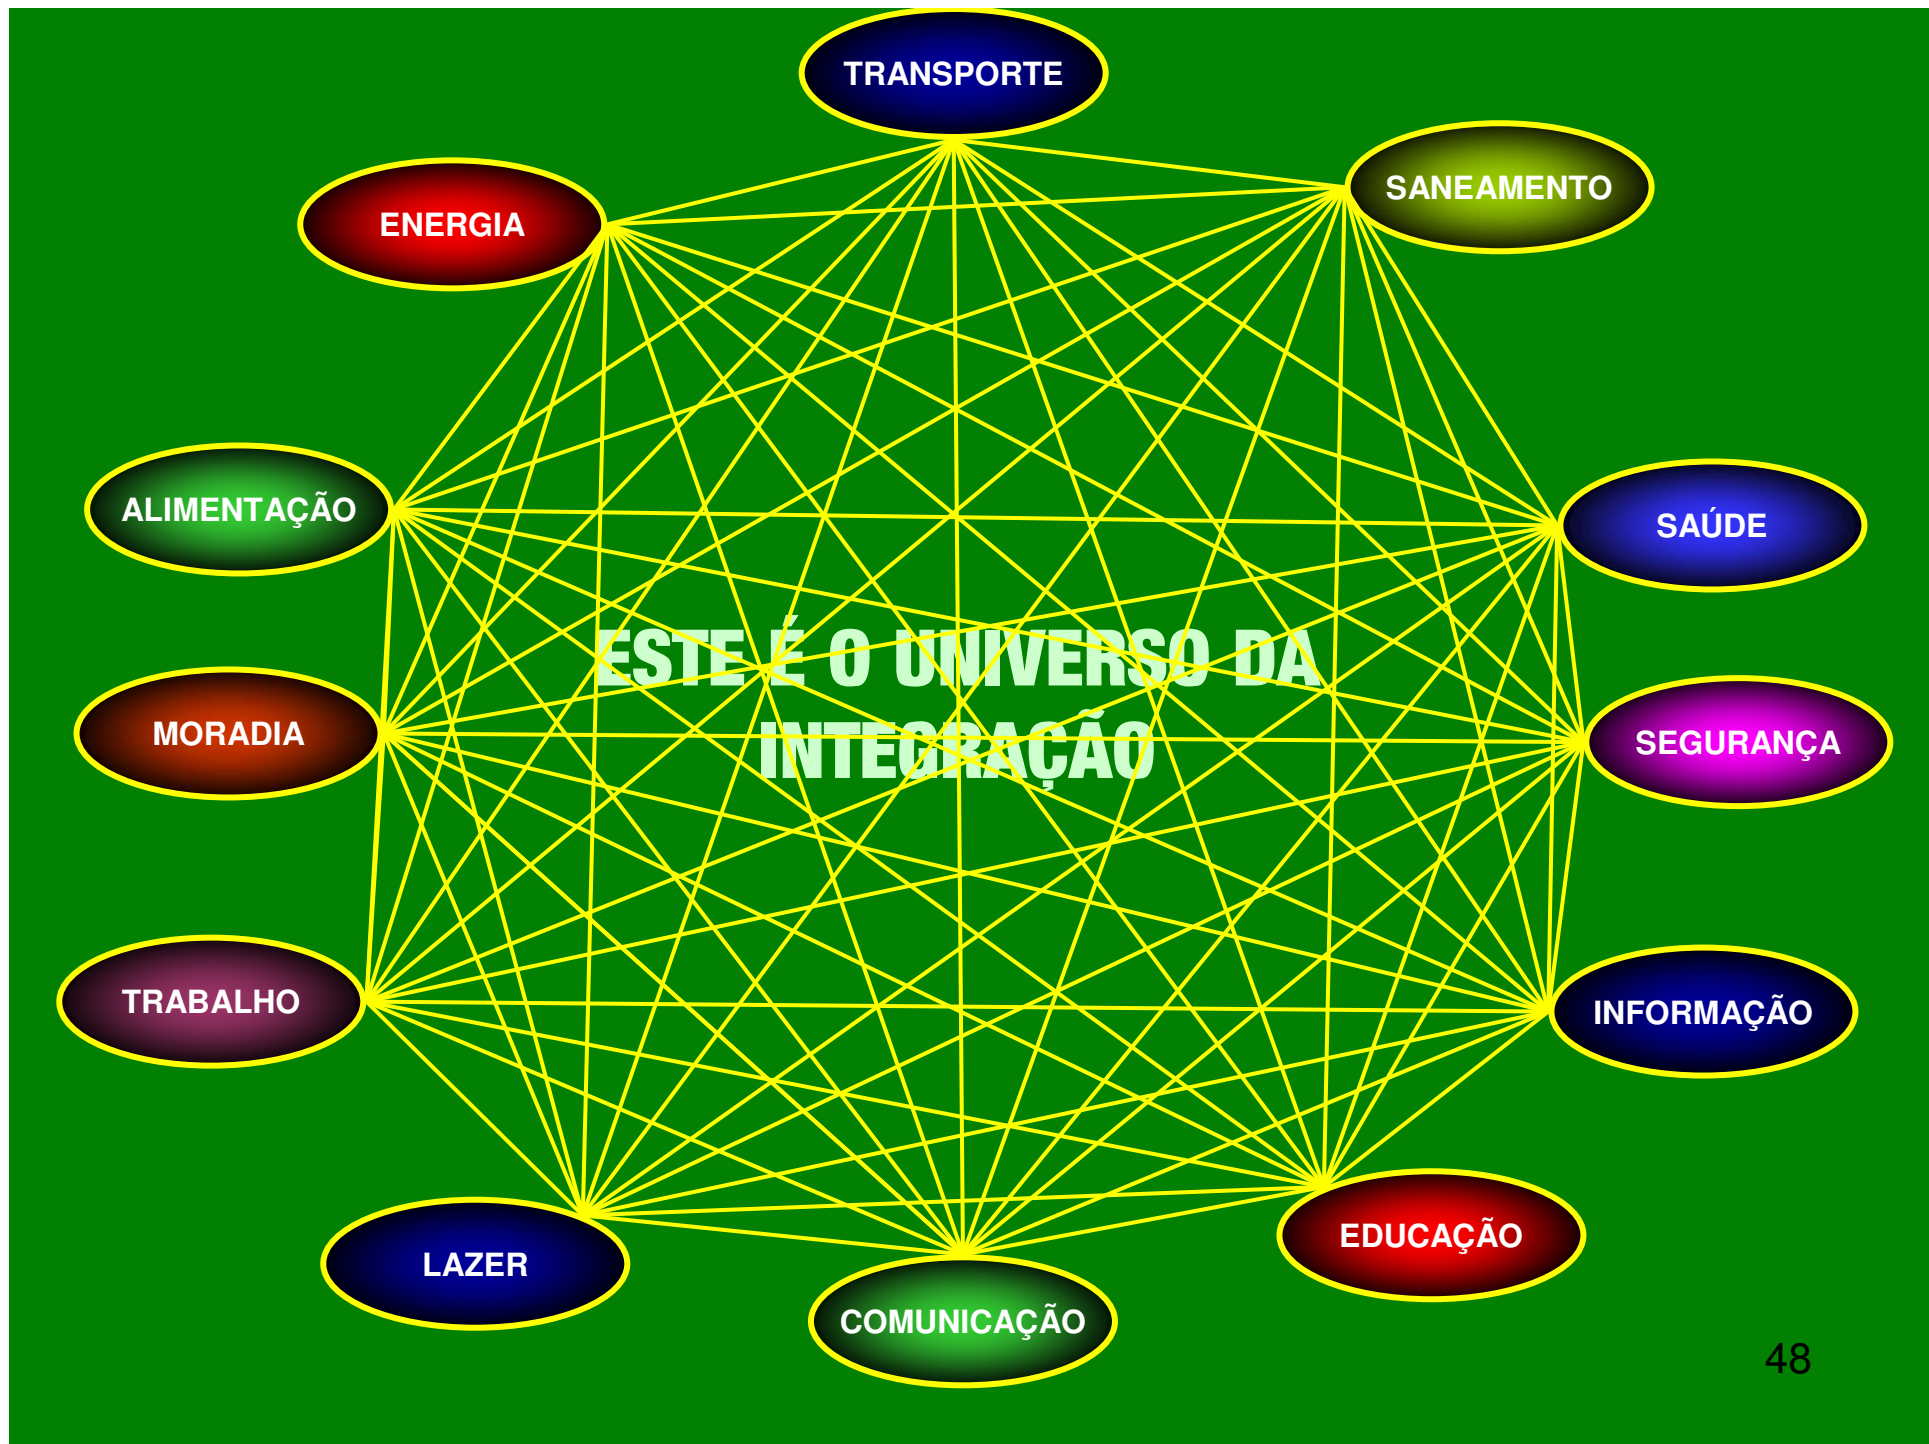 TRANSPORTE
SANEAMENTO
ENERGIA
ALIMENTAÇÃO
SAÚDE
ESTE É O UNIVERSO DA
INTEGRAÇÃO
MORADIA
SEGURANÇA
TRABALHO
INFORMAÇÃO
EDUCAÇÃO
LAZER
COMUNICAÇÃO
48